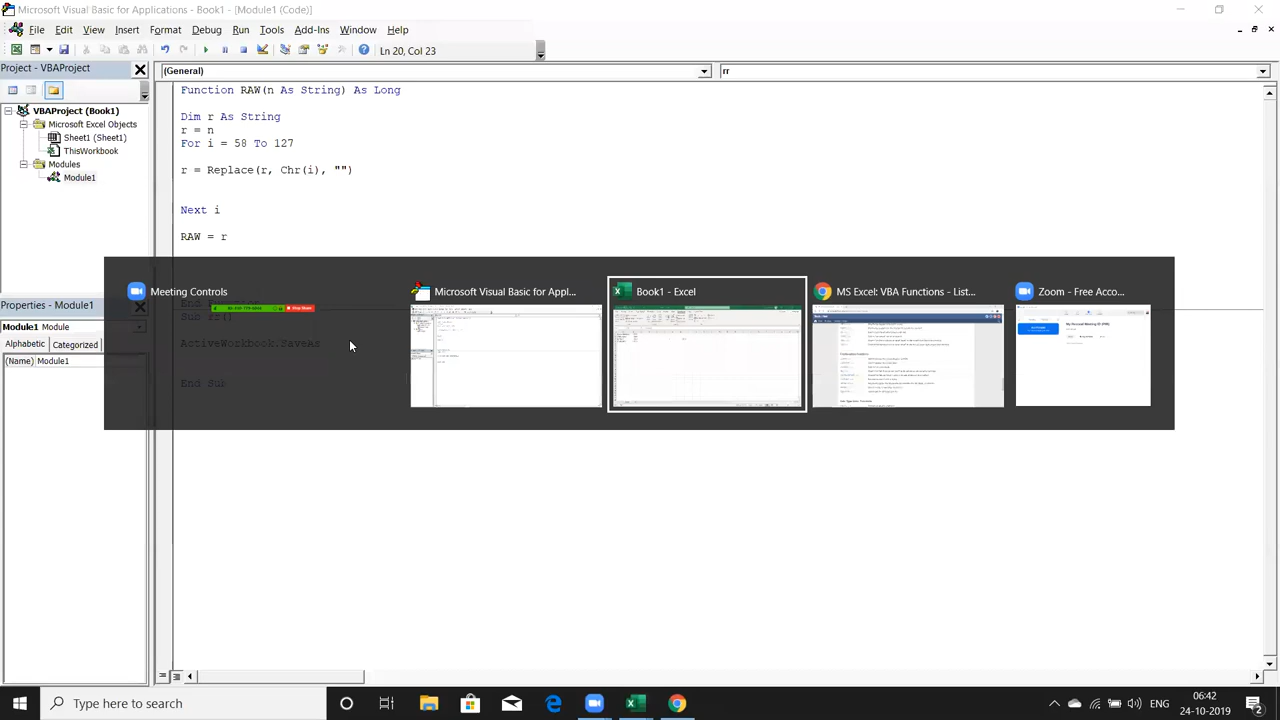 Microsoft Visual Basic for Applications - Book1 - [Module1 (Code)]
File Edit View Insert Format Debug Run Tools Add-Ins Window Help
Ln 20, Col 23
Project - VBAProject
(General)
rr
VBAProject (Book1)
Microsoft Excel Objects
Sheet1 (Sheet1)
ThisWorkbook
Modules
Module1
Function RAW(n As String) As Long
Dim r As String
r = n
For i = 58 To 127
r = Replace(r, Chr(i), "")
Next i
RAW = r
End Function
Meeting Controls
Microsoft Visual Basic for Appl...
Book1 - Excel
MS Excel: VBA Functions - List...
Zoom - Free Acco...
Stop Share
Properties - Module1
Module1 Module
Alphabetic Categorized
(Name) Module1
Type here to search
ENG
06:42
24-10-2019
2